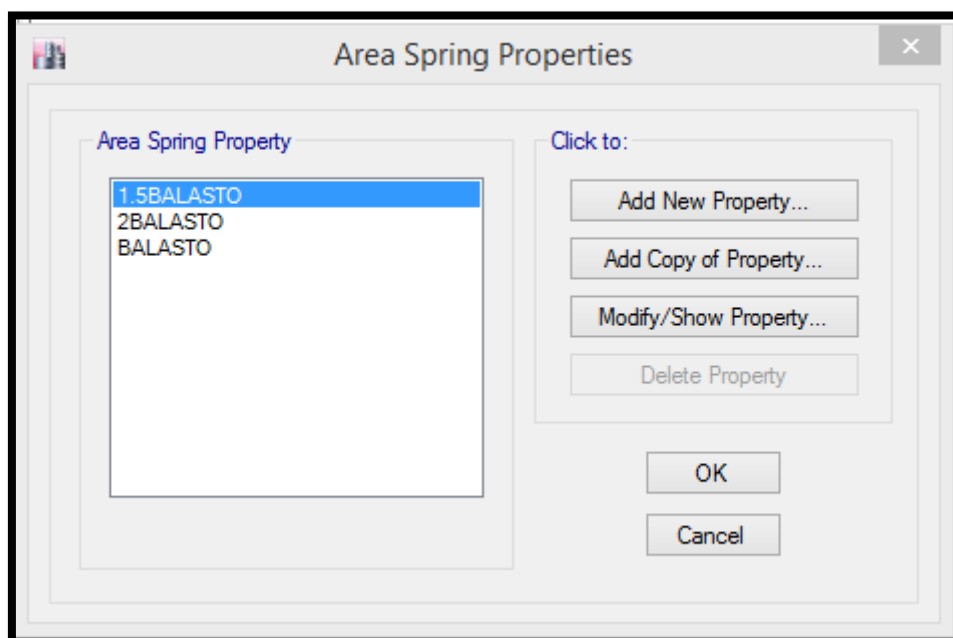 Area Spring Properties
Area Spring Property
1.5BALASTO
2BALASTO
BALASTO
Click to:
Add New Property...
Add Copy of Property...
Modify/Show Property...
Delete Property
OK
Cancel